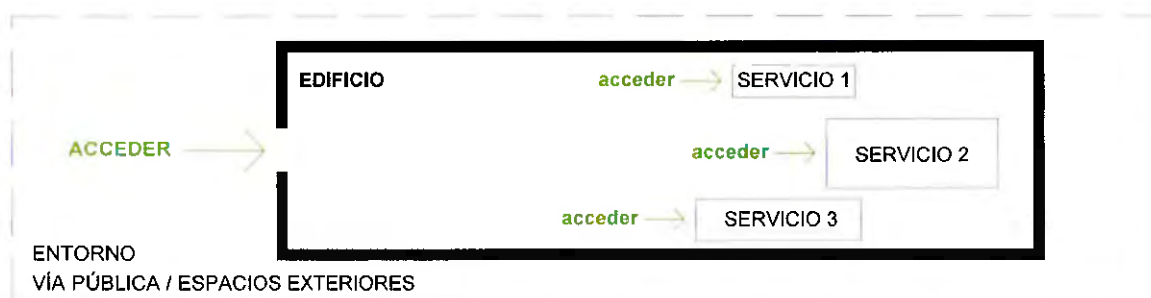 EDIFICIO
acceder
SERVICIO 1
ACCEDER
acceder
SERVICIO 2
acceder
SERVICIO 3
ENTORNO
VÍA PÚBLICA / ESPACIOS EXTERIORES